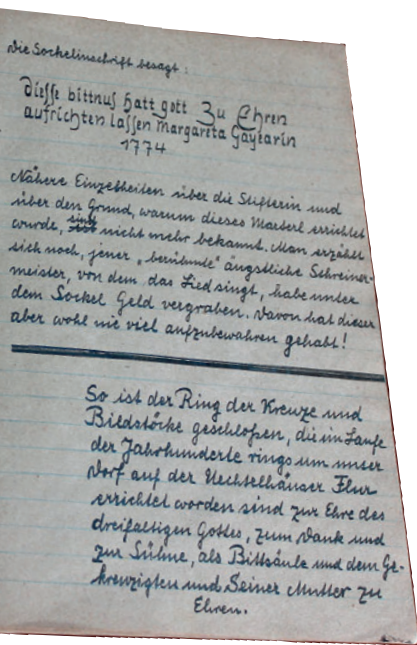 Die Sockelinschrift besagt:
diesse bittnus hatt gott Zu Ehren
aufrichten lassen Margareta Gayearin
1774
Nähere Einzelheiten über die Stifterin und
über den Grund, warum dieses Marterl errichtet
wurde, sind nicht mehr bekannt. Man erzählt
sich noch, jener „berühmte" ängstliche Schreiner-
meister, von dem das Lied singt, habe unter
dem Sockel Geld vergraben. Davon hat dieser
aber wohl nie viel aufzubewahren gehabt!
So ist der Ring der Kreuze und
Bildstöcke geschloßen, die im Laufe
der Jahrhunderte rings um unser
Dorf auf der Uechtelhäuser Flur
errichtet worden sind zur Ehre des
dreifaltigen Gottes, zum Dank und
zur Sühne, als Bittsäule und dem Ge-
kreuzigten und Seiner Mutter zu
Ehren.